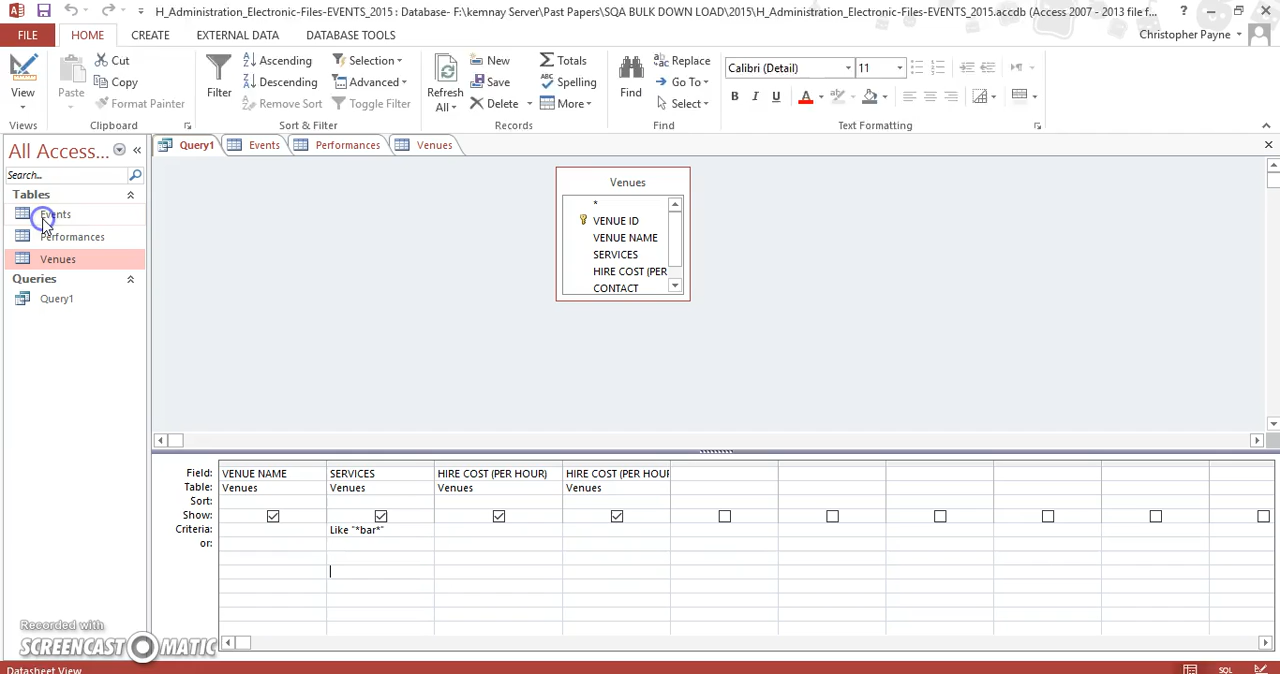 H_Administration_Electronic-Files-EVENTS_2015 : Database- F:\kennay Server\Past Papers\SQA BULK DOWN LOAD\2015\H_Administration_Electronic-Files-EVENTS_2015.accdb (Access 2007 - 2013 file f...
FILE HOME CREATE EXTERNAL DATA DATABASE TOOLS Christopher Payne
View
Views
Paste
Cut
Copy
Format Painter
Clipboard
Filter
Ascending
Descending
Remove Sort
Selection
Advanced
Toggle Filter
Sort & Filter
Refresh
All
New
Save
Delete
Totals
Spelling
More
Records
Find
Replace
Go To
Select
Find
Calibri (Detail) 11
B I U A
Text Formatting
All Access...
Search...
Tables
Events
Performances
Venues
Queries
Query1
Query1 Events Performances Venues
Venues
*
VENUE ID
VENUE NAME
SERVICES
HIRE COST (PER
CONTACT
Field: VENUE NAME SERVICES HIRE COST (PER HOUR) HIRE COST (PER HOUR
Table: Venues Venues Venues Venues
Sort:
Show:
Criteria: Like "*bar*"
or:
Recorded with
SCREENCAST MATIC
Datasheet View SQL